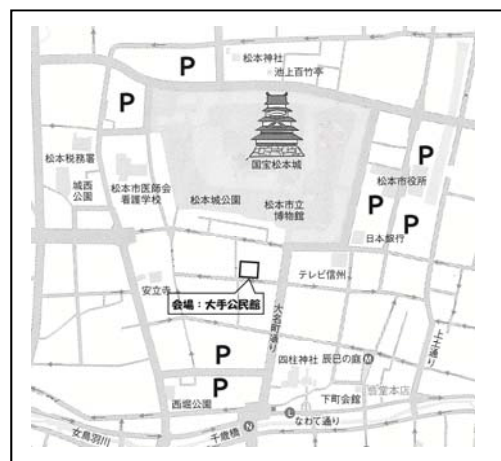 P
松本神社
池上百竹亭
P
国宝松本城
P
松本税務署
城西
公園
松本市医師会
看護学校
松本城公園
松本市立
博物館
松本市役所
P
P
日本銀行
テレビ信州
安立寺
会場：大手公民館
大名町通り
上土通り
P
四柱神社
辰巳の庭
M
P
西堀公園
下町会館
L
なわて通り
女鳥羽川
千歳橋
N